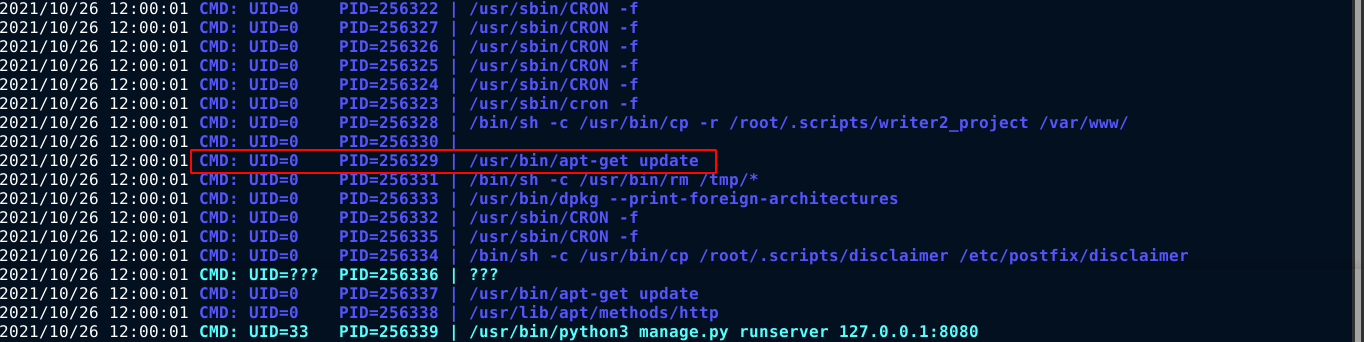 2021/10/26 12:00:01 CMD: UID=0    PID=256322 | /usr/sbin/CRON -f
2021/10/26 12:00:01 CMD: UID=0    PID=256327 | /usr/sbin/CRON -f
2021/10/26 12:00:01 CMD: UID=0    PID=256326 | /usr/sbin/CRON -f
2021/10/26 12:00:01 CMD: UID=0    PID=256325 | /usr/sbin/CRON -f
2021/10/26 12:00:01 CMD: UID=0    PID=256324 | /usr/sbin/CRON -f
2021/10/26 12:00:01 CMD: UID=0    PID=256323 | /usr/sbin/cron -f
2021/10/26 12:00:01 CMD: UID=0    PID=256328 | /bin/sh -c /usr/bin/cp -r /root/.scripts/writer2_project /var/www/
2021/10/26 12:00:01 CMD: UID=0    PID=256330 |
2021/10/26 12:00:01 CMD: UID=0    PID=256329 | /usr/bin/apt-get update
2021/10/26 12:00:01 CMD: UID=0    PID=256331 | /bin/sh -c /usr/bin/rm /tmp/*
2021/10/26 12:00:01 CMD: UID=0    PID=256333 | /usr/bin/dpkg --print-foreign-architectures
2021/10/26 12:00:01 CMD: UID=0    PID=256332 | /usr/sbin/CRON -f
2021/10/26 12:00:01 CMD: UID=0    PID=256335 | /usr/sbin/CRON -f
2021/10/26 12:00:01 CMD: UID=0    PID=256334 | /bin/sh -c /usr/bin/cp /root/.scripts/disclaimer /etc/postfix/disclaimer
2021/10/26 12:00:01 CMD: UID=???  PID=256336 | ???
2021/10/26 12:00:01 CMD: UID=0    PID=256337 | /usr/bin/apt-get update
2021/10/26 12:00:01 CMD: UID=0    PID=256338 | /usr/lib/apt/methods/http
2021/10/26 12:00:01 CMD: UID=33   PID=256339 | /usr/bin/python3 manage.py runserver 127.0.0.1:8080